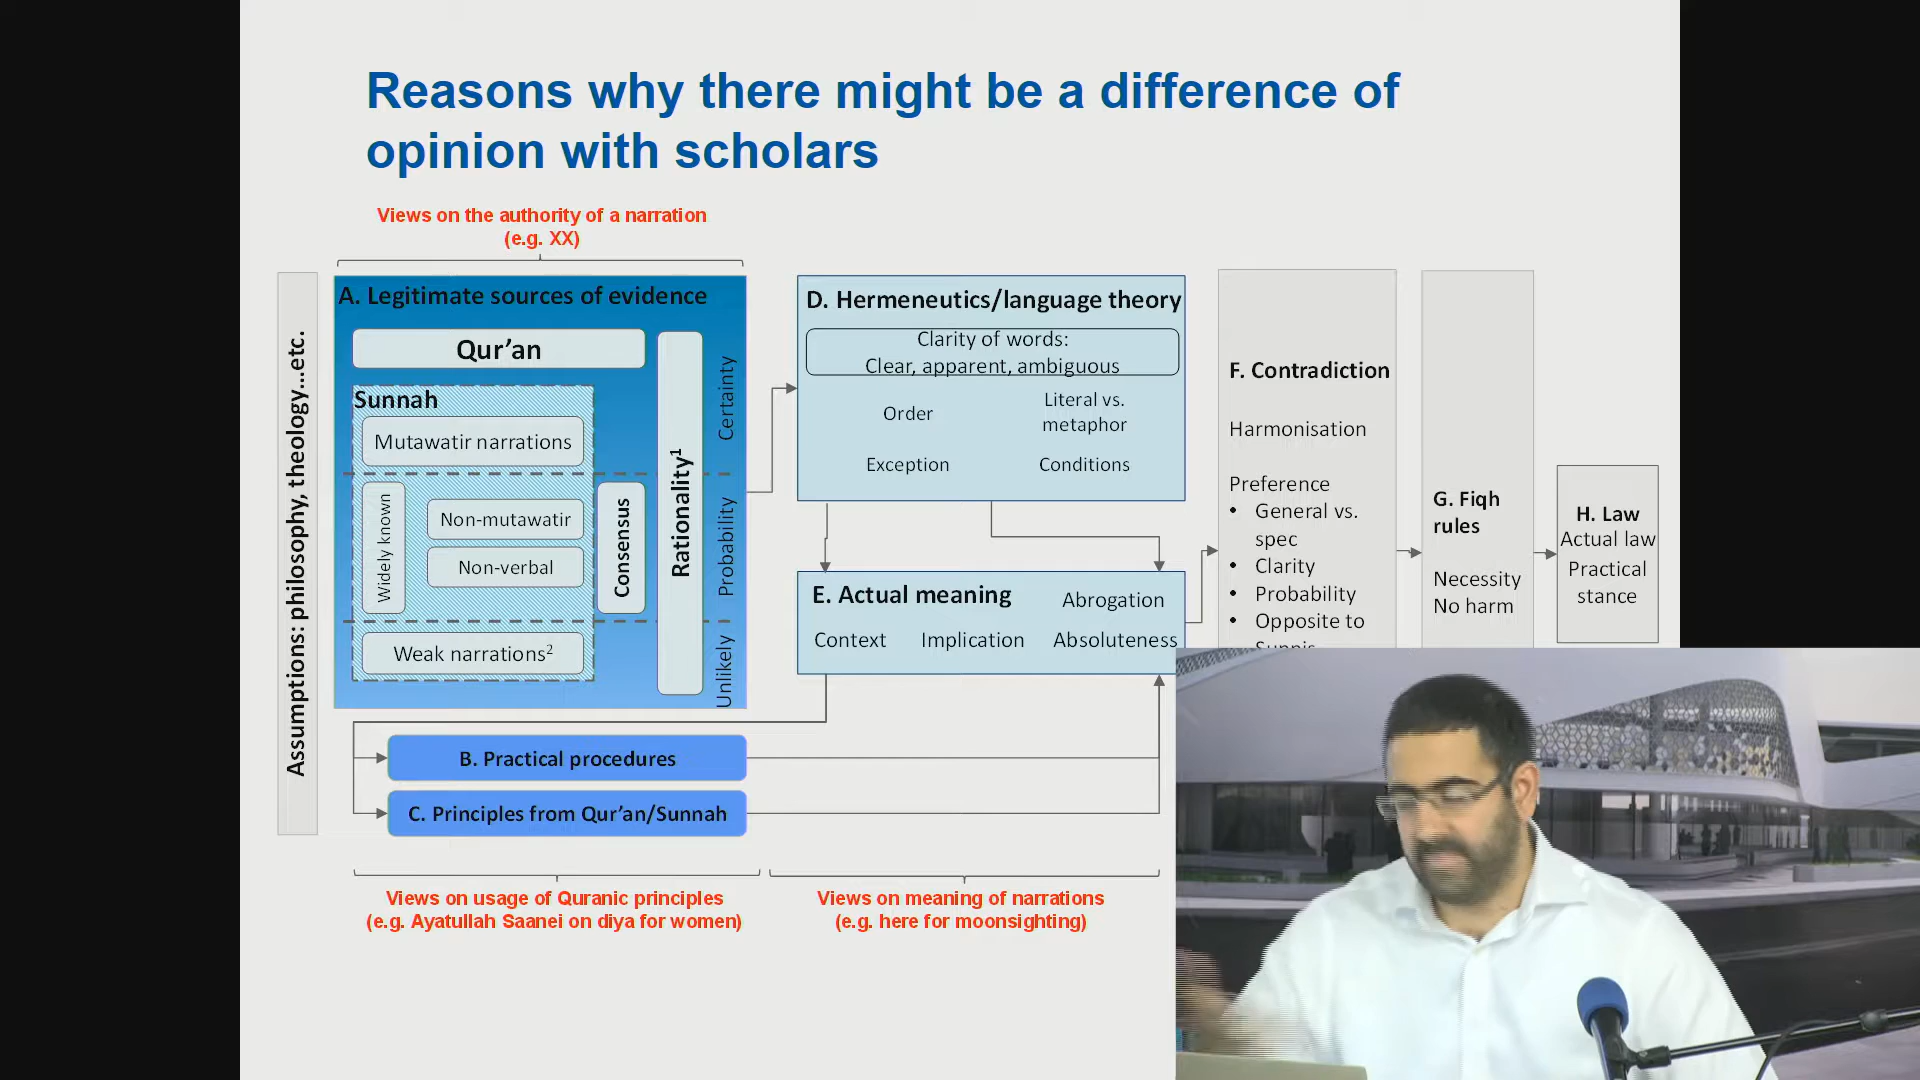 Reasons why there might be a difference of
opinion with scholars
Views on the authority of a narration
(e.g. XX)
Assumptions: philosophy, theology...etc.
A. Legitimate sources of evidence
Qur’an
Sunnah
Mutawatir narrations
Widely known
Non-mutawatir
Non-verbal
Weak narrations²
Consensus
Rationality¹
Certainty
Probability
Unlikely
B. Practical procedures
C. Principles from Qur’an/Sunnah
D. Hermeneutics/language theory
Clarity of words:
Clear, apparent, ambiguous
Order
Literal vs.
metaphor
Exception
Conditions
E. Actual meaning
Abrogation
Context
Implication
Absoluteness
F. Contradiction
Harmonisation
Preference
• General vs.
spec
• Clarity
• Probability
• Opposite to
G. Fiqh
rules
Necessity
No harm
H. Law
Actual law
Practical
stance
Views on usage of Quranic principles
(e.g. Ayatullah Saanei on diya for women)
Views on meaning of narrations
(e.g. here for moonsighting)